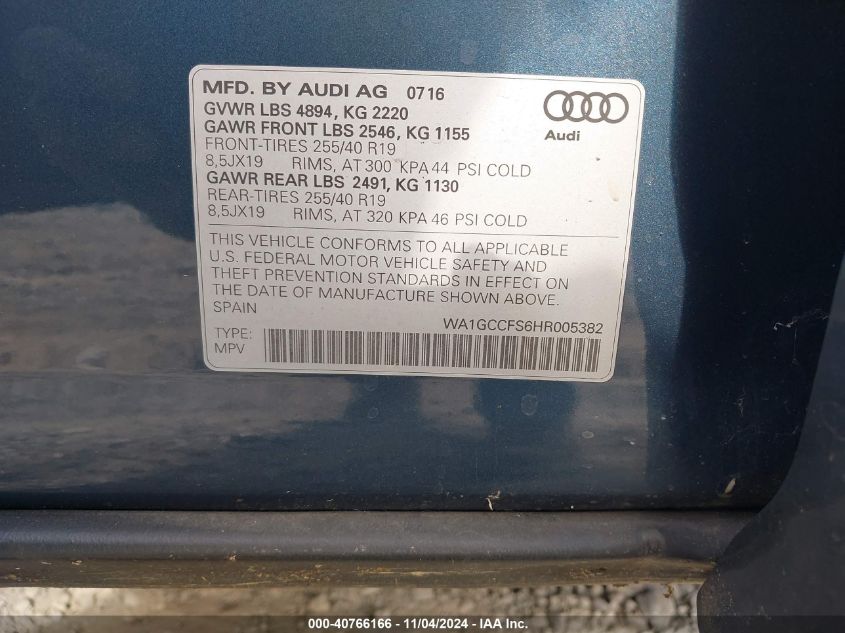 MFD. BY AUDI AG 0716
GVWR LBS 4894, KG 2220
GAWR FRONT LBS 2546, KG 1155
FRONT-TIRES 255/40 R19
8,5JX19 RIMS, AT 300 KPA 44 PSI COLD
GAWR REAR LBS 2491, KG 1130
REAR-TIRES 255/40 R19
8,5JX19 RIMS, AT 320 KPA 46 PSI COLD
Audi
THIS VEHICLE CONFORMS TO ALL APPLICABLE
U.S. FEDERAL MOTOR VEHICLE SAFETY AND
THEFT PREVENTION STANDARDS IN EFFECT ON
THE DATE OF MANUFACTURE SHOWN ABOVE.
SPAIN
WA1GCCFS6HR005382
TYPE:
MPV
000-40766166 - 11/04/2024 - IAA Inc.